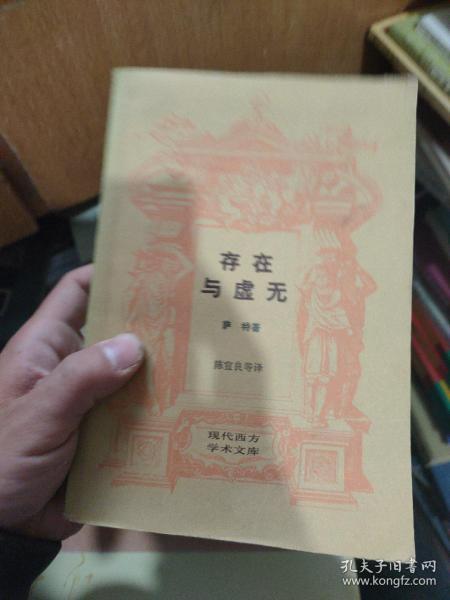 存在
与虚无
萨 特著
陈宣良等译
现代西方
学术文库
孔夫子旧书网
www.kongfz.com